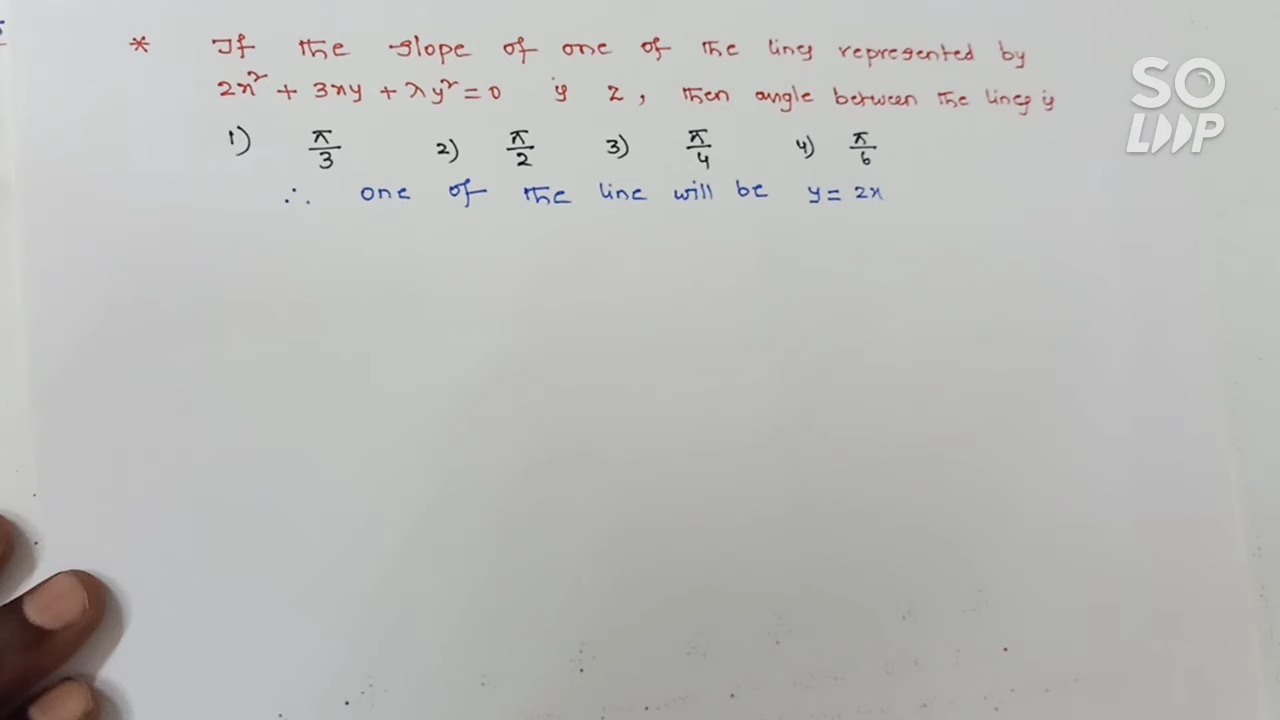 * If the slope of one of the lines represented by
2x² + 3xy + λy² = 0 is 2, then angle between the lines is
1) π/3 2) π/2 3) π/4 4) π/6
∴ one of the line will be y = 2x
SO
LOOP